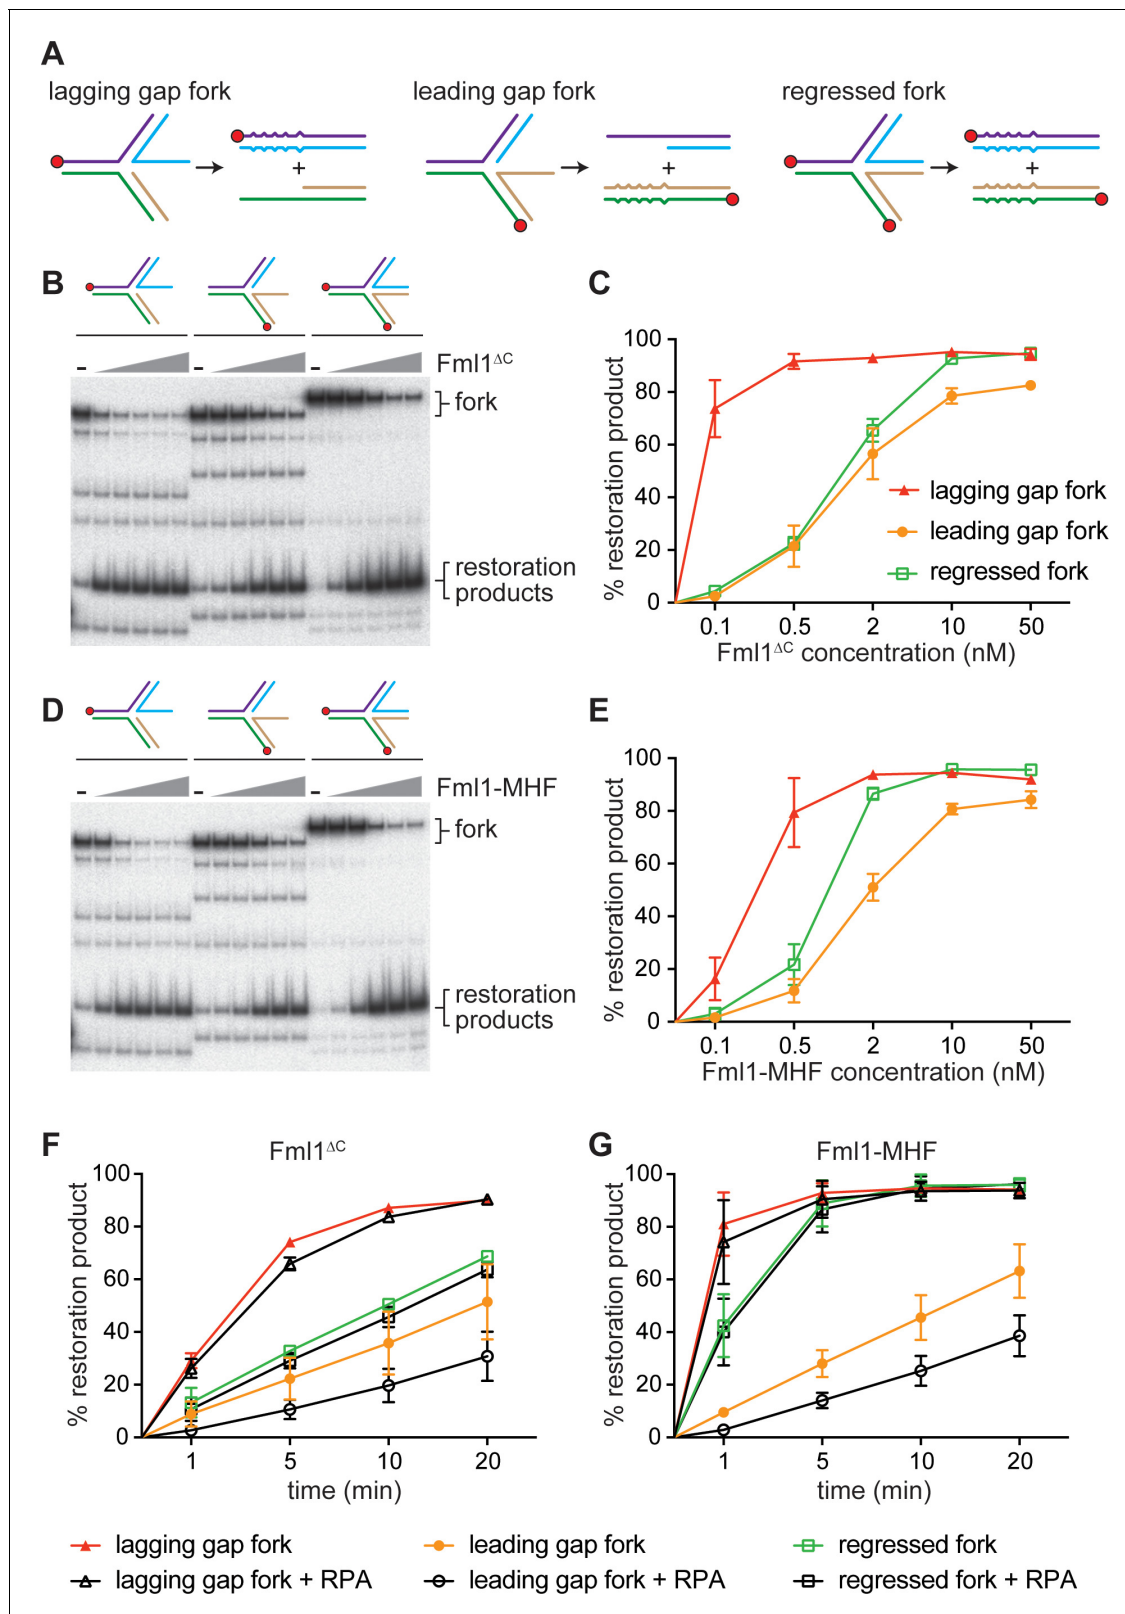 A
lagging gap fork
leading gap fork
regressed fork
+
+
+
B
– – –
Fml1ΔC
fork
restoration
products
C
% restoration product
100
80
60
40
20
0
lagging gap fork
leading gap fork
regressed fork
0.1 0.5 2 10 50
Fml1ΔC concentration (nM)
D
– – –
Fml1-MHF
fork
restoration
products
E
% restoration product
100
80
60
40
20
0
0.1 0.5 2 10 50
Fml1-MHF concentration (nM)
F
Fml1ΔC
% restoration product
100
80
60
40
20
0
1 5 10 20
time (min)
G
Fml1-MHF
% restoration product
100
80
60
40
20
0
1 5 10 20
time (min)
lagging gap fork
leading gap fork
regressed fork
lagging gap fork + RPA
leading gap fork + RPA
regressed fork + RPA